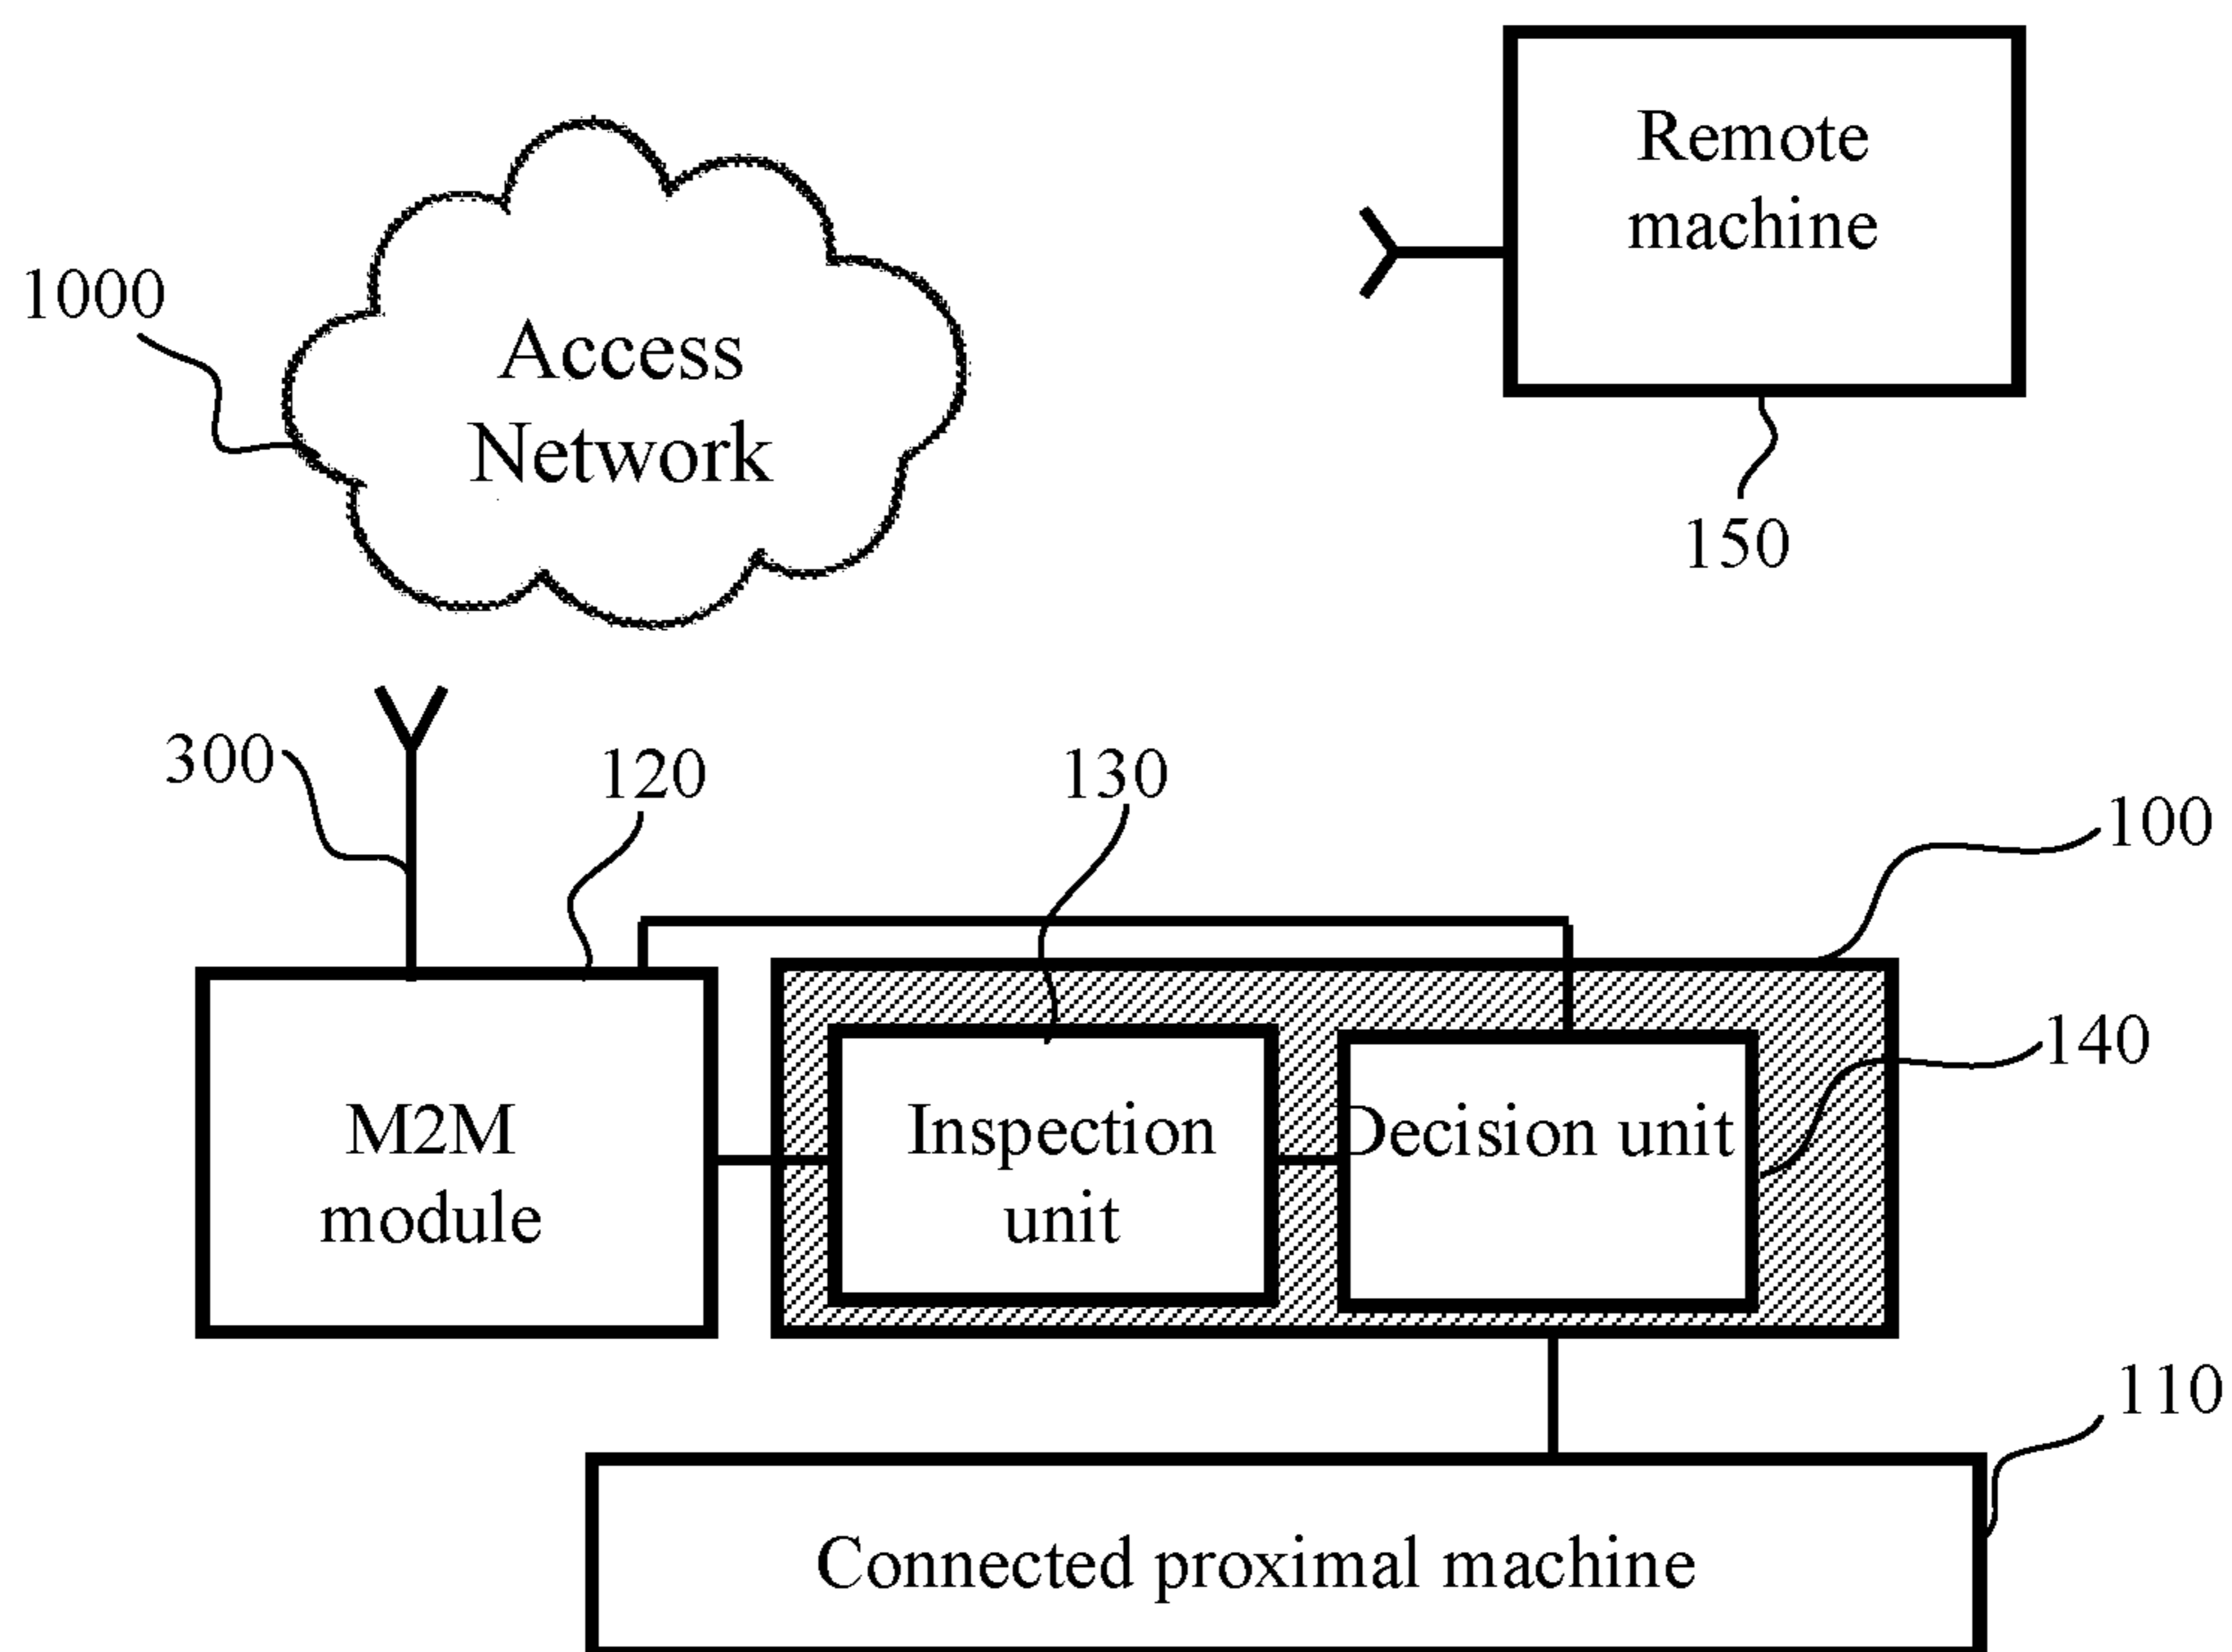 Remote
machine
1000
Access
Network
150
300
120
130
100
140
M2M
module
Inspection
unit
Decision unit
110
Connected proximal machine